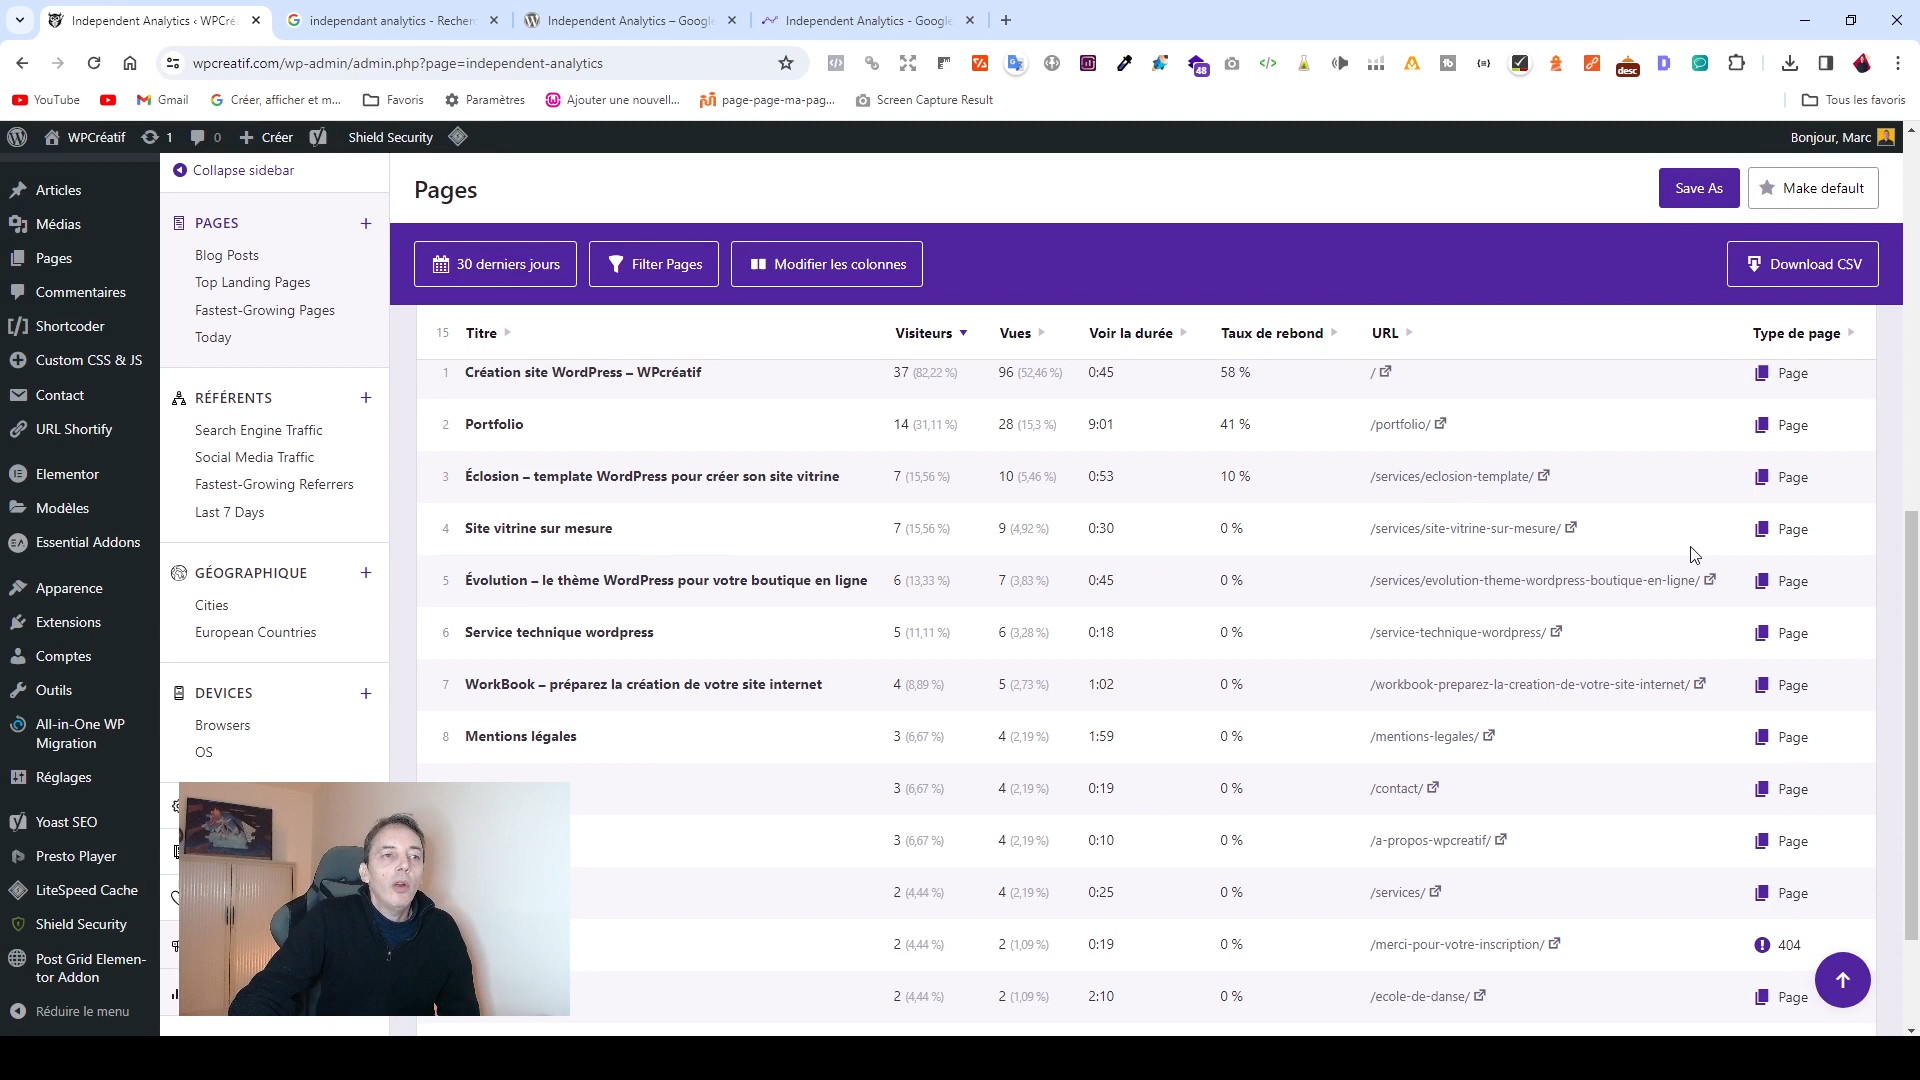 Independent Analytics ‹ WPCré
independant analytics - Recher
Independent Analytics – Google
Independent Analytics - Google
wpcreatif.com/wp-admin/admin.php?page=independent-analytics
48
desc
YouTube
Gmail
Créer, afficher et m...
Favoris
Paramètres
Ajouter une nouvell...
page-page-ma-pag...
Screen Capture Result
Tous les favoris
WPCréatif
1
0
Créer
Shield Security
Bonjour, Marc
Articles
Médias
Pages
Commentaires
Shortcoder
Custom CSS & JS
Contact
URL Shortify
Elementor
Modèles
Essential Addons
Apparence
Extensions
Comptes
Outils
All-in-One WP
Migration
Réglages
Yoast SEO
Presto Player
LiteSpeed Cache
Shield Security
Post Grid Elemen-
tor Addon
Réduire le menu
Collapse sidebar
PAGES
Blog Posts
Top Landing Pages
Fastest-Growing Pages
Today
RÉFÉRENTS
Search Engine Traffic
Social Media Traffic
Fastest-Growing Referrers
Last 7 Days
GÉOGRAPHIQUE
Cities
European Countries
DEVICES
Browsers
OS
Pages
Save As
Make default
30 derniers jours
Filter Pages
Modifier les colonnes
Download CSV
15 Titre Visiteurs Vues Voir la durée Taux de rebond URL Type de page
1 Création site WordPress – WPcréatif 37 (82,22 %) 96 (52,46 %) 0:45 58 % / Page
2 Portfolio 14 (31,11 %) 28 (15,3 %) 9:01 41 % /portfolio/ Page
3 Éclosion – template WordPress pour créer son site vitrine 7 (15,56 %) 10 (5,46 %) 0:53 10 % /services/eclosion-template/ Page
4 Site vitrine sur mesure 7 (15,56 %) 9 (4,92 %) 0:30 0 % /services/site-vitrine-sur-mesure/ Page
5 Évolution – le thème WordPress pour votre boutique en ligne 6 (13,33 %) 7 (3,83 %) 0:45 0 % /services/evolution-theme-wordpress-boutique-en-ligne/ Page
6 Service technique wordpress 5 (11,11 %) 6 (3,28 %) 0:18 0 % /service-technique-wordpress/ Page
7 WorkBook – préparez la création de votre site internet 4 (8,89 %) 5 (2,73 %) 1:02 0 % /workbook-preparez-la-creation-de-votre-site-internet/ Page
8 Mentions légales 3 (6,67 %) 4 (2,19 %) 1:59 0 % /mentions-legales/ Page
3 (6,67 %) 4 (2,19 %) 0:19 0 % /contact/ Page
3 (6,67 %) 4 (2,19 %) 0:10 0 % /a-propos-wpcreatif/ Page
2 (4,44 %) 4 (2,19 %) 0:25 0 % /services/ Page
2 (4,44 %) 2 (1,09 %) 0:19 0 % /merci-pour-votre-inscription/ 404
2 (4,44 %) 2 (1,09 %) 2:10 0 % /ecole-de-danse/ Page